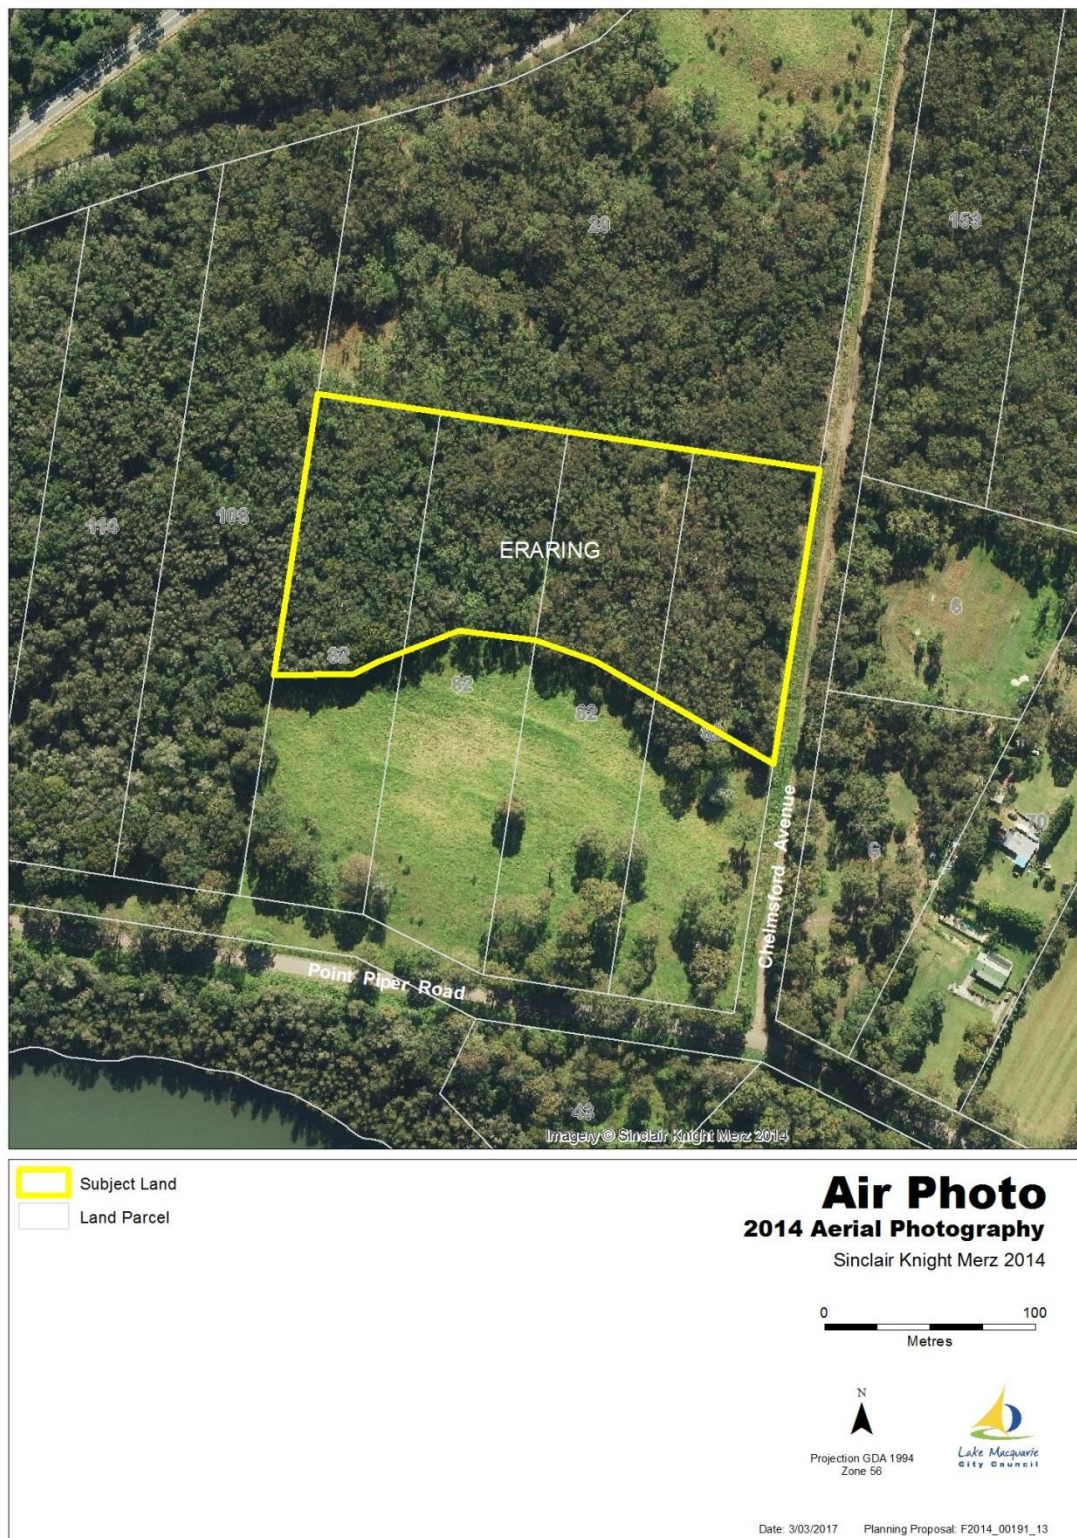 29
153
114
103
ERARING
6
82
62
62
Chelmsford Avenue
70
6
Point Piper Road
43
Imagery © Sinclair Knight Merz 2014
Subject Land
Land Parcel
Air Photo
2014 Aerial Photography
Sinclair Knight Merz 2014
0 100
Metres
N
Projection GDA 1994
Zone 56
Lake Macquarie
City Council
Date: 3/03/2017 Planning Proposal: F2014_00191_13